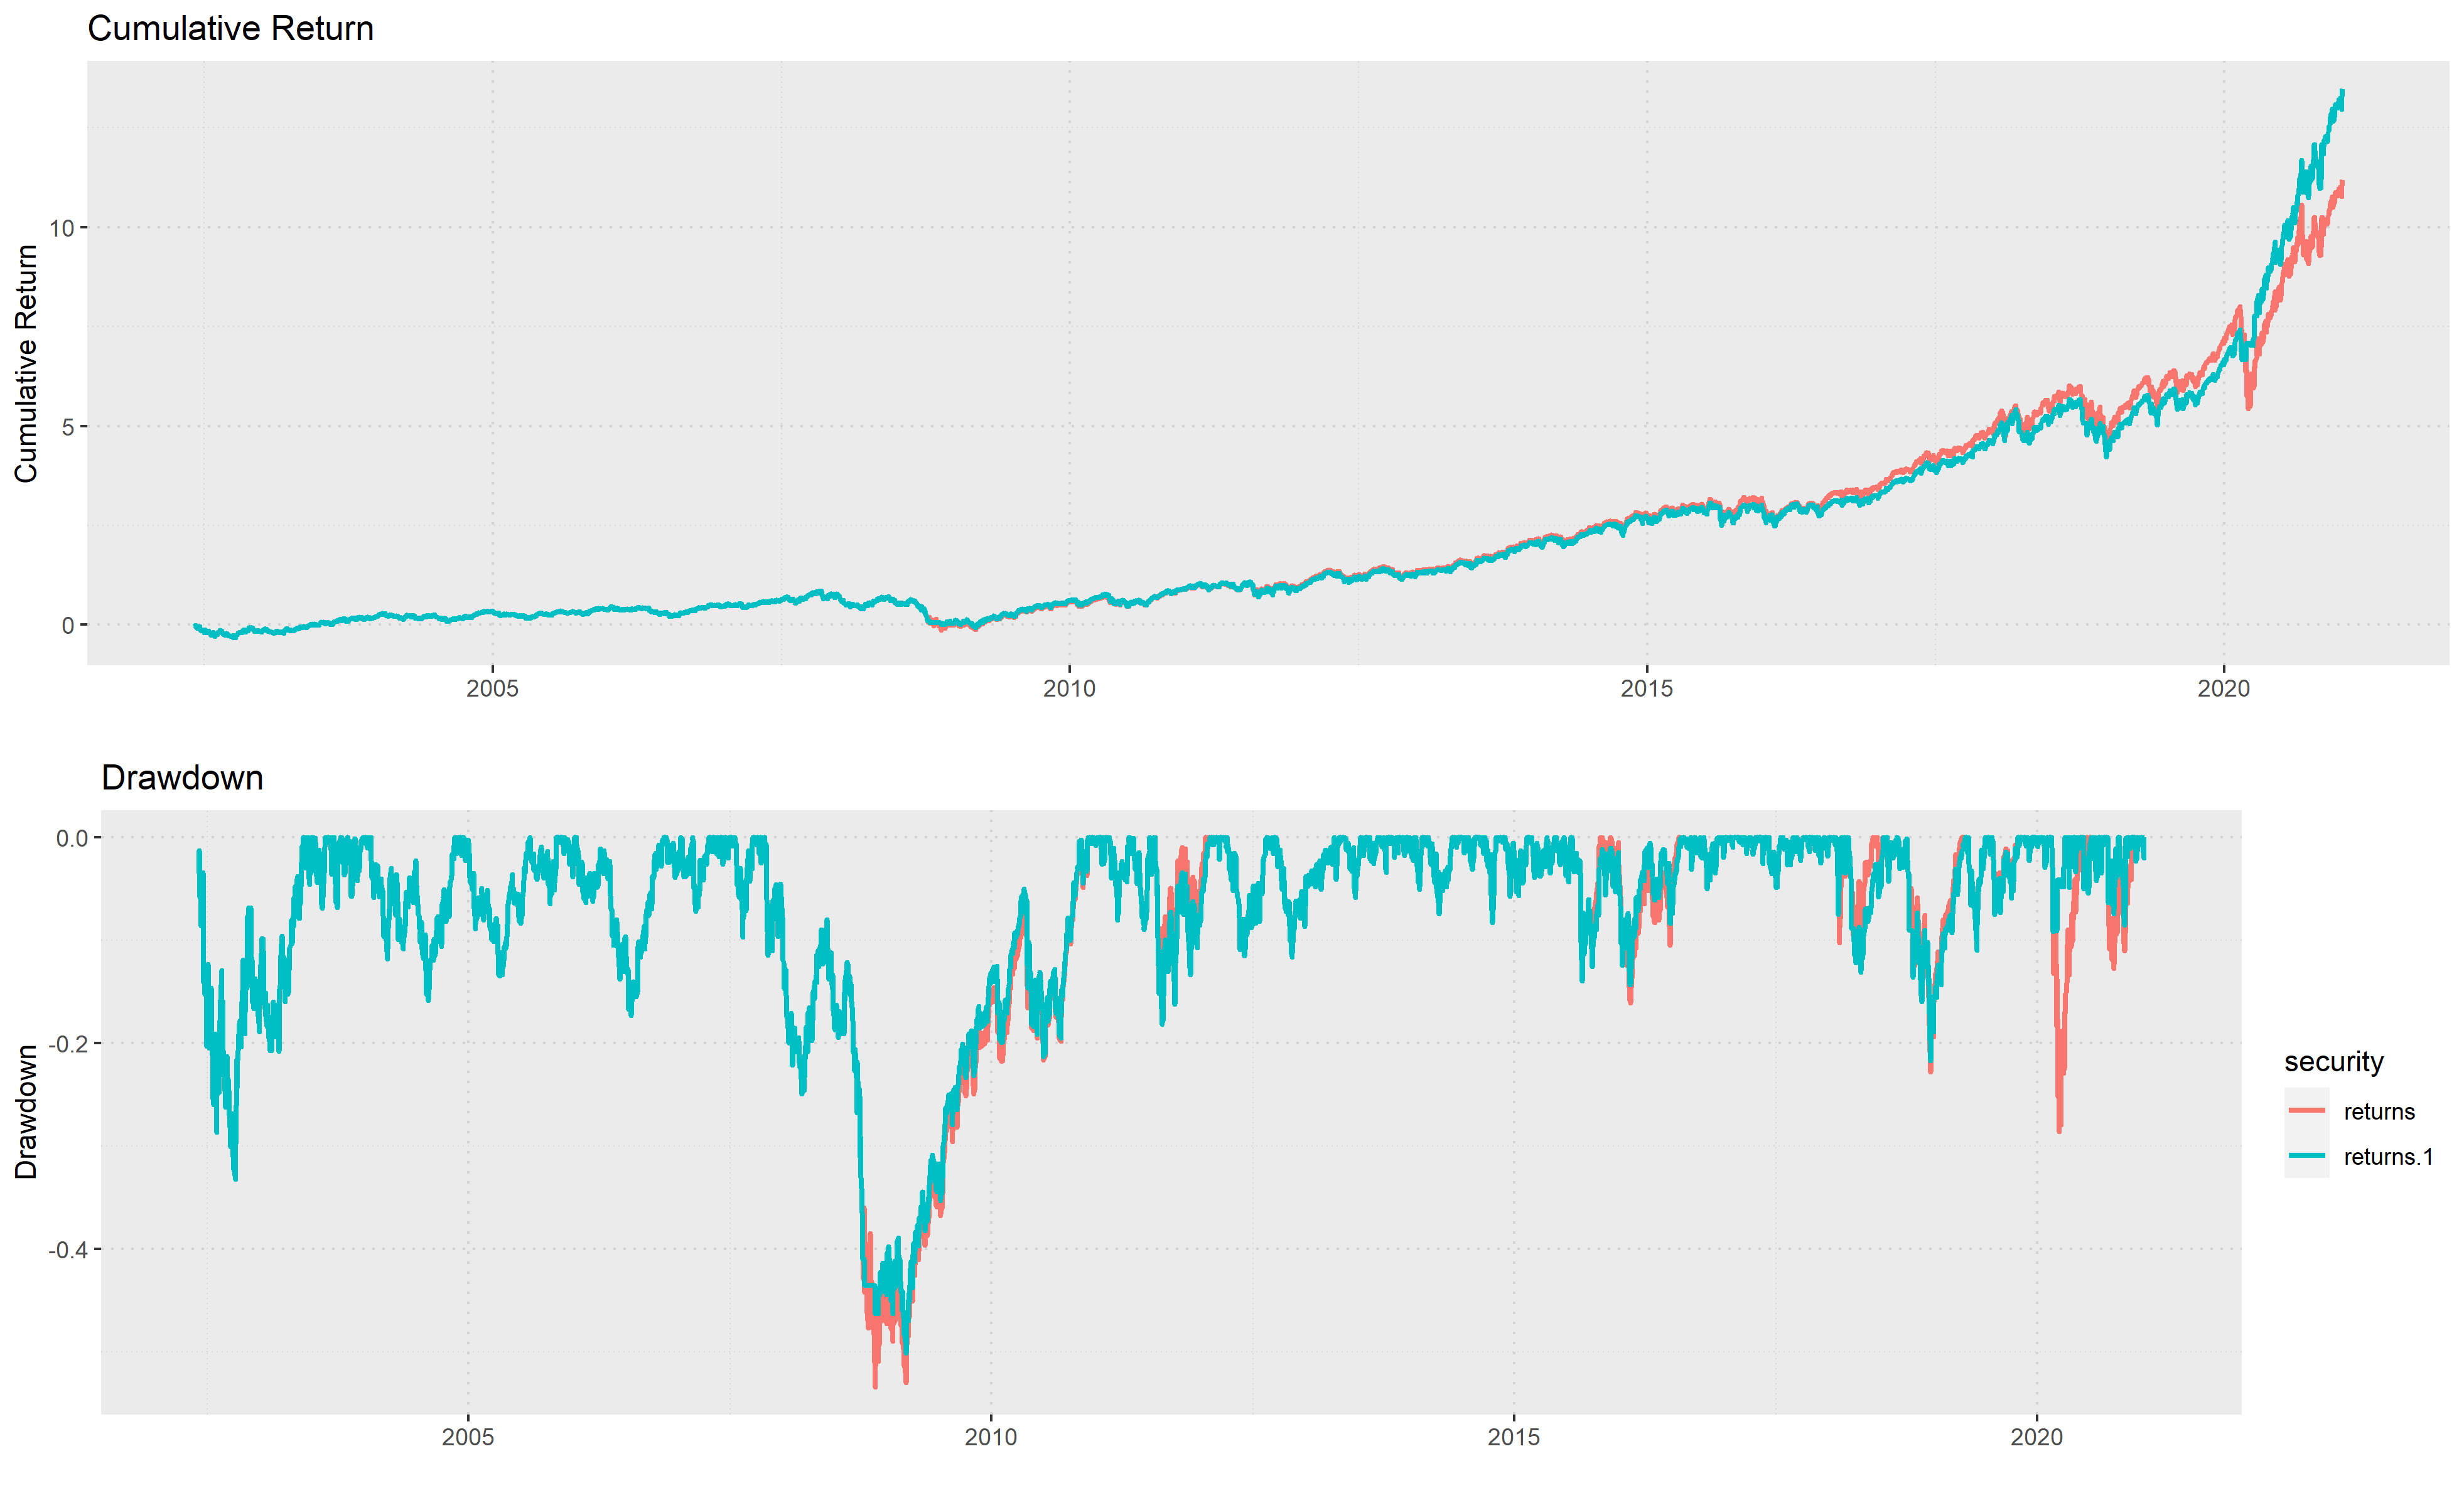 Cumulative Return
Cumulative Return
10
5
0
2005 2010 2015 2020
Drawdown
Drawdown
0.0
-0.2
-0.4
2005 2010 2015 2020
security
returns
returns.1